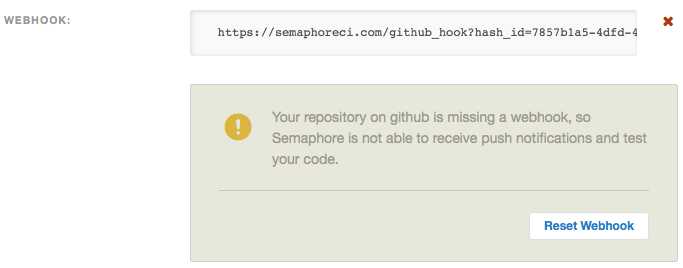 WEBHOOK:
https://semaphoreci.com/github_hook?hash_id=7857b1a5-4dfd-4
Your repository on github is missing a webhook, so
Semaphore is not able to receive push notifications and test
your code.
Reset Webhook